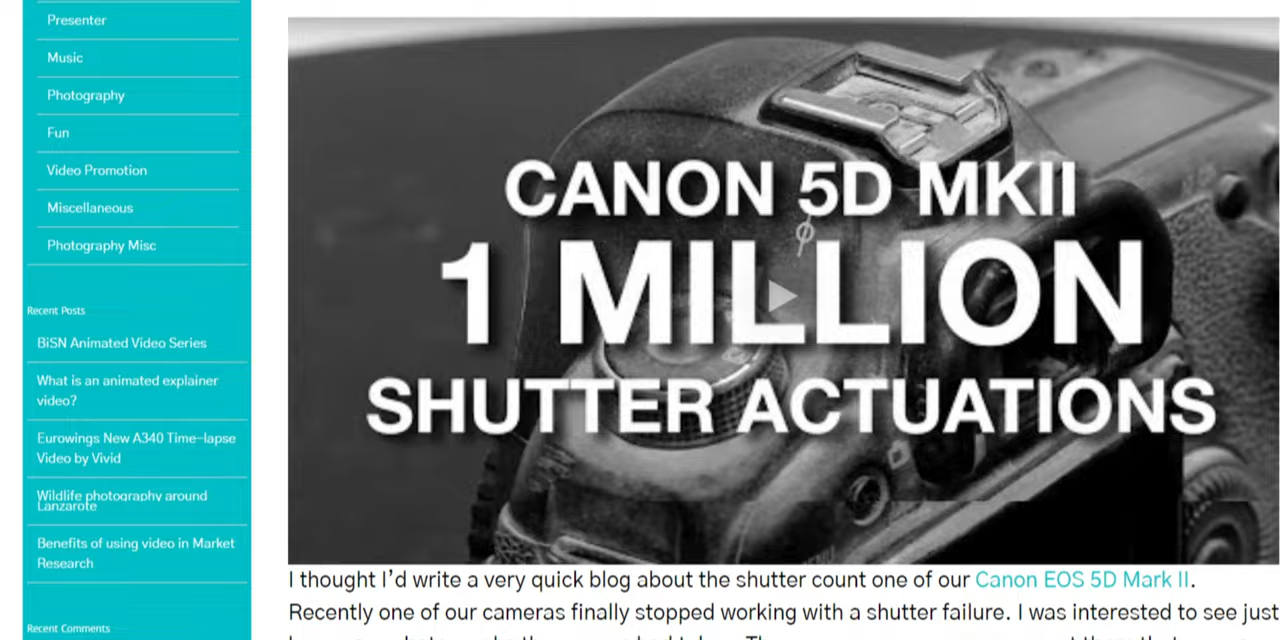 Presenter
Music
Photography
Fun
Video Promotion
Miscellaneous
Photography Misc
Recent Posts
BiSN Animated Video Series
What is an animated explainer
video?
Eurowings New A340 Time-lapse
Video by Vivid
Wildlife photography around
Lanzarote
Benefits of using video in Market
Research
Recent Comments
CANON 5D MKII
1 MILLION
SHUTTER ACTUATIONS
I thought I'd write a very quick blog about the shutter count one of our Canon EOS 5D Mark II.
Recently one of our cameras finally stopped working with a shutter failure. I was interested to see just